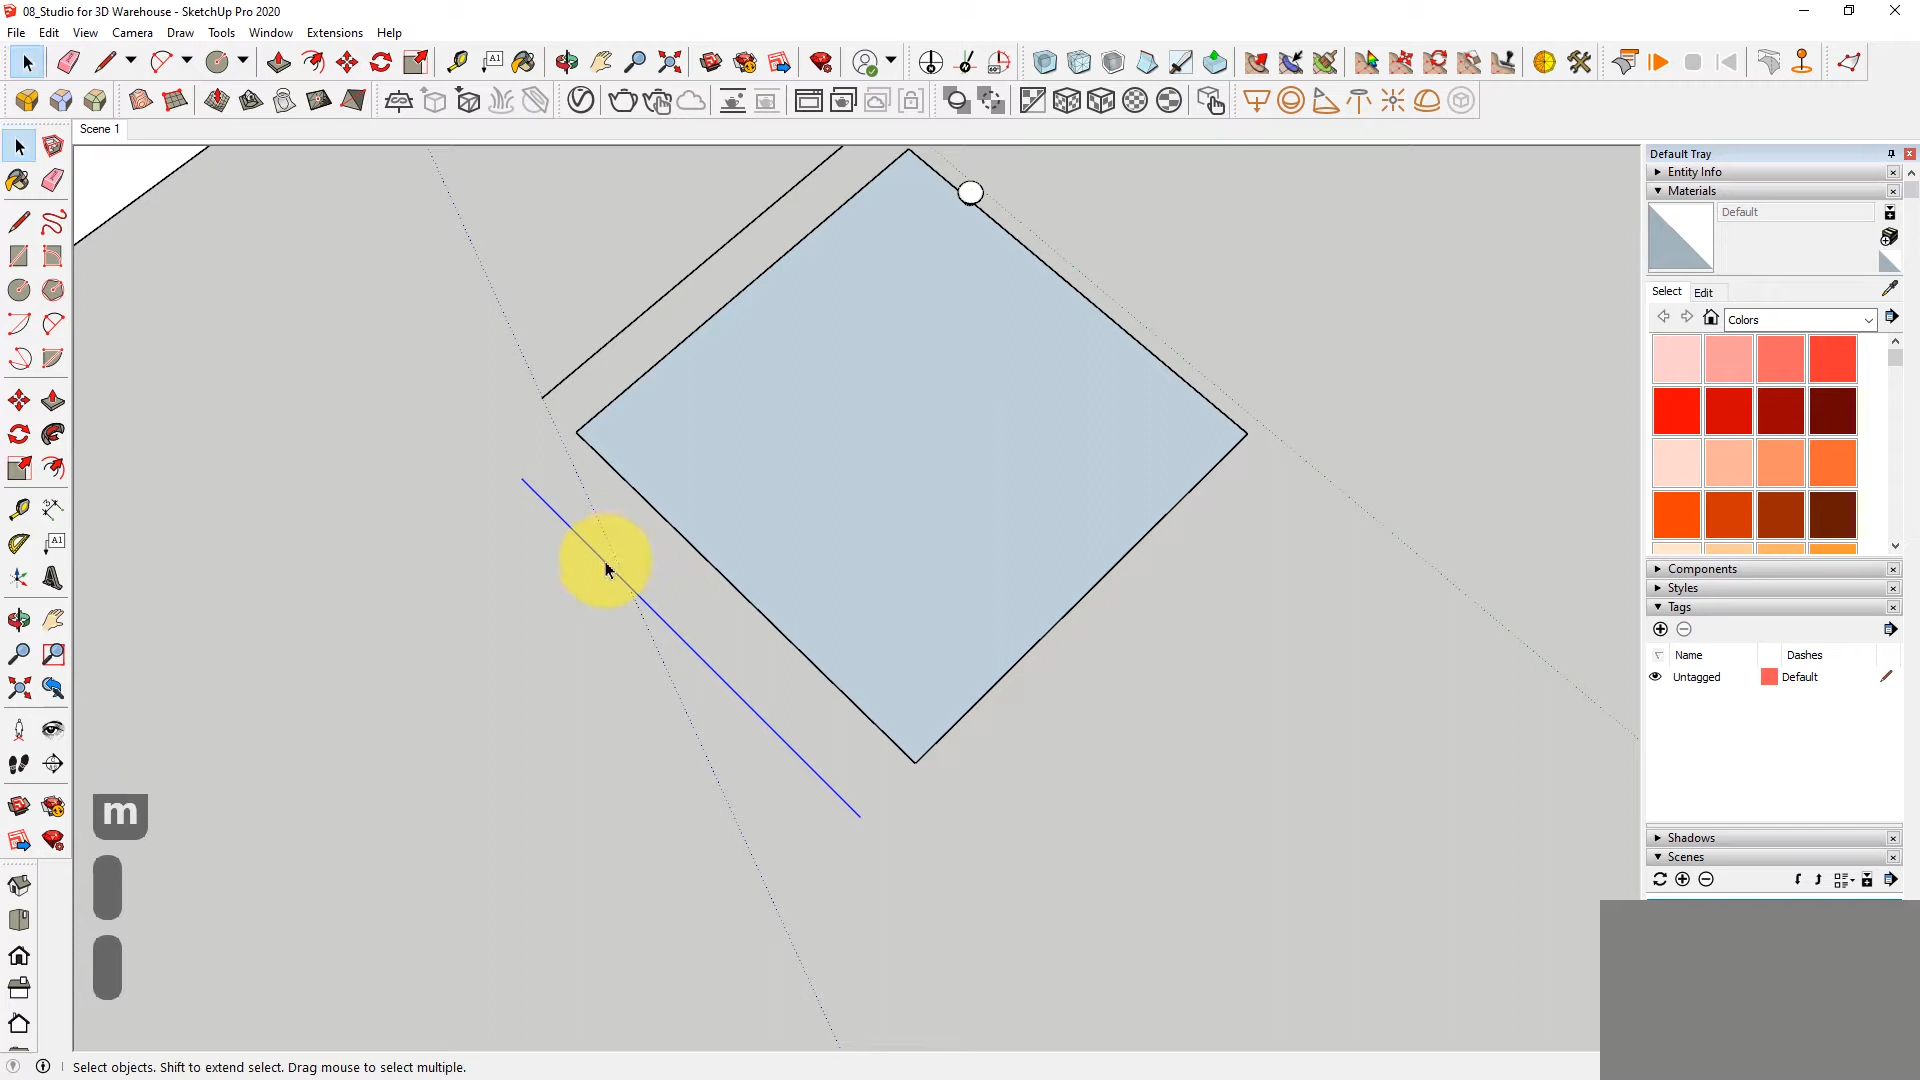 08_Studio for 3D Warehouse - SketchUp Pro 2020
File Edit View Camera Draw Tools Window Extensions Help
A1
Scene 1
Default Tray
Entity Info
Materials
Default
Select Edit
Colors
A1
Components
Styles
Tags
Name Dashes
Untagged Default
m
Shadows
Scenes
Select objects. Shift to extend select. Drag mouse to select multiple.